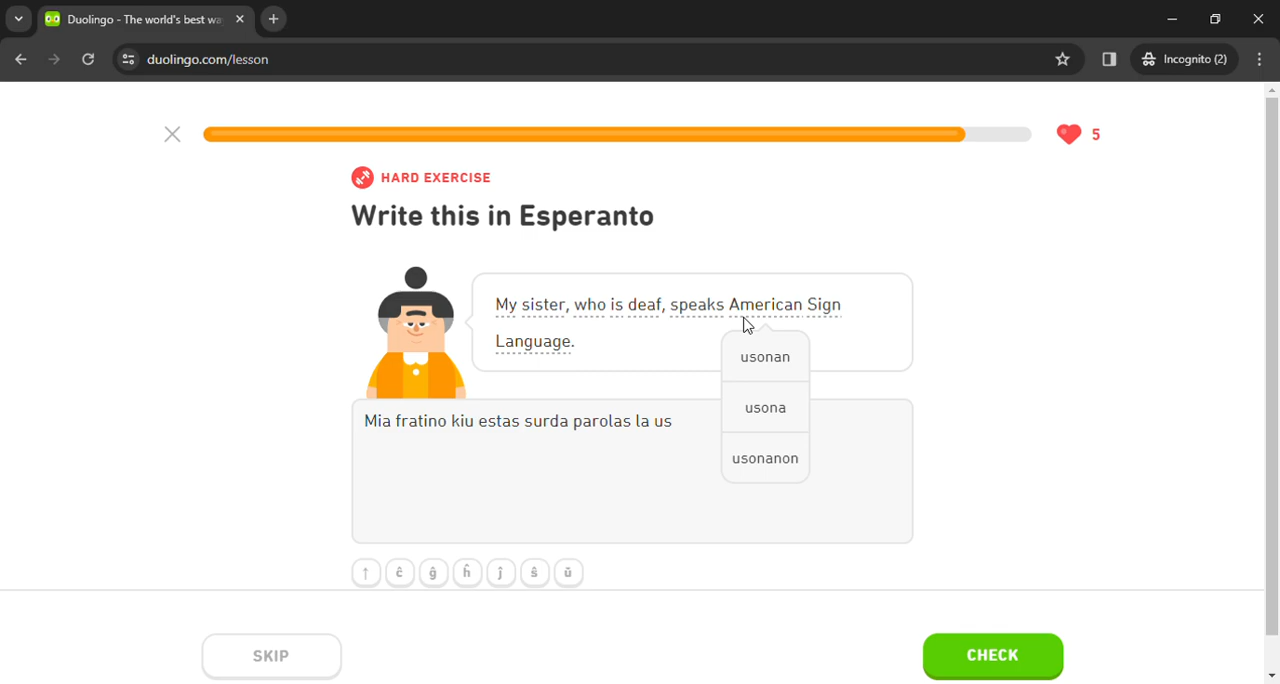 Duolingo - The world's best wa
duolingo.com/lesson
Incognito (2)
5
HARD EXERCISE
Write this in Esperanto
My sister, who is deaf, speaks American Sign
Language.
usonan
usona
usonanon
Mia fratino kiu estas surda parolas la us
↑ ĉ ĝ ĥ ĵ ŝ ŭ
SKIP
CHECK